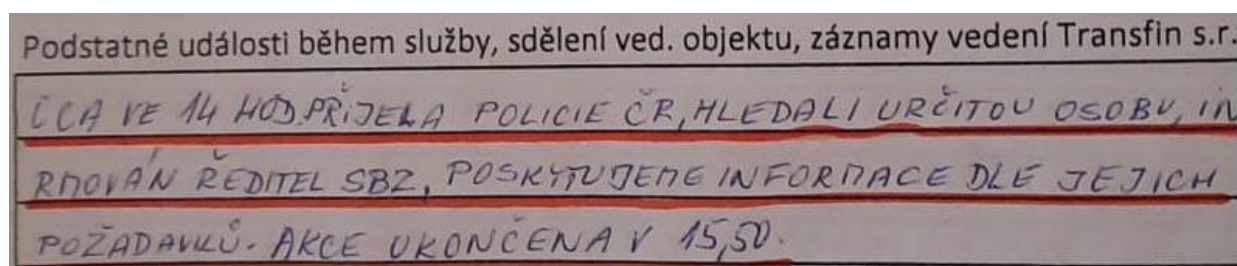 Podstatné události během služby, sdělení ved. objektu, záznamy vedení Transfin s.r.
CCA VE 14 HOD. PŘIJELA POLICIE ČR, HLEDALI URČITOU OSOBU, IN
RMOVÁN ŘEDITEL SBZ, POSKYTUJEME INFORMACE DLE JEJICH
POŽADAVKŮ. AKCE UKONČENA V 15,50.